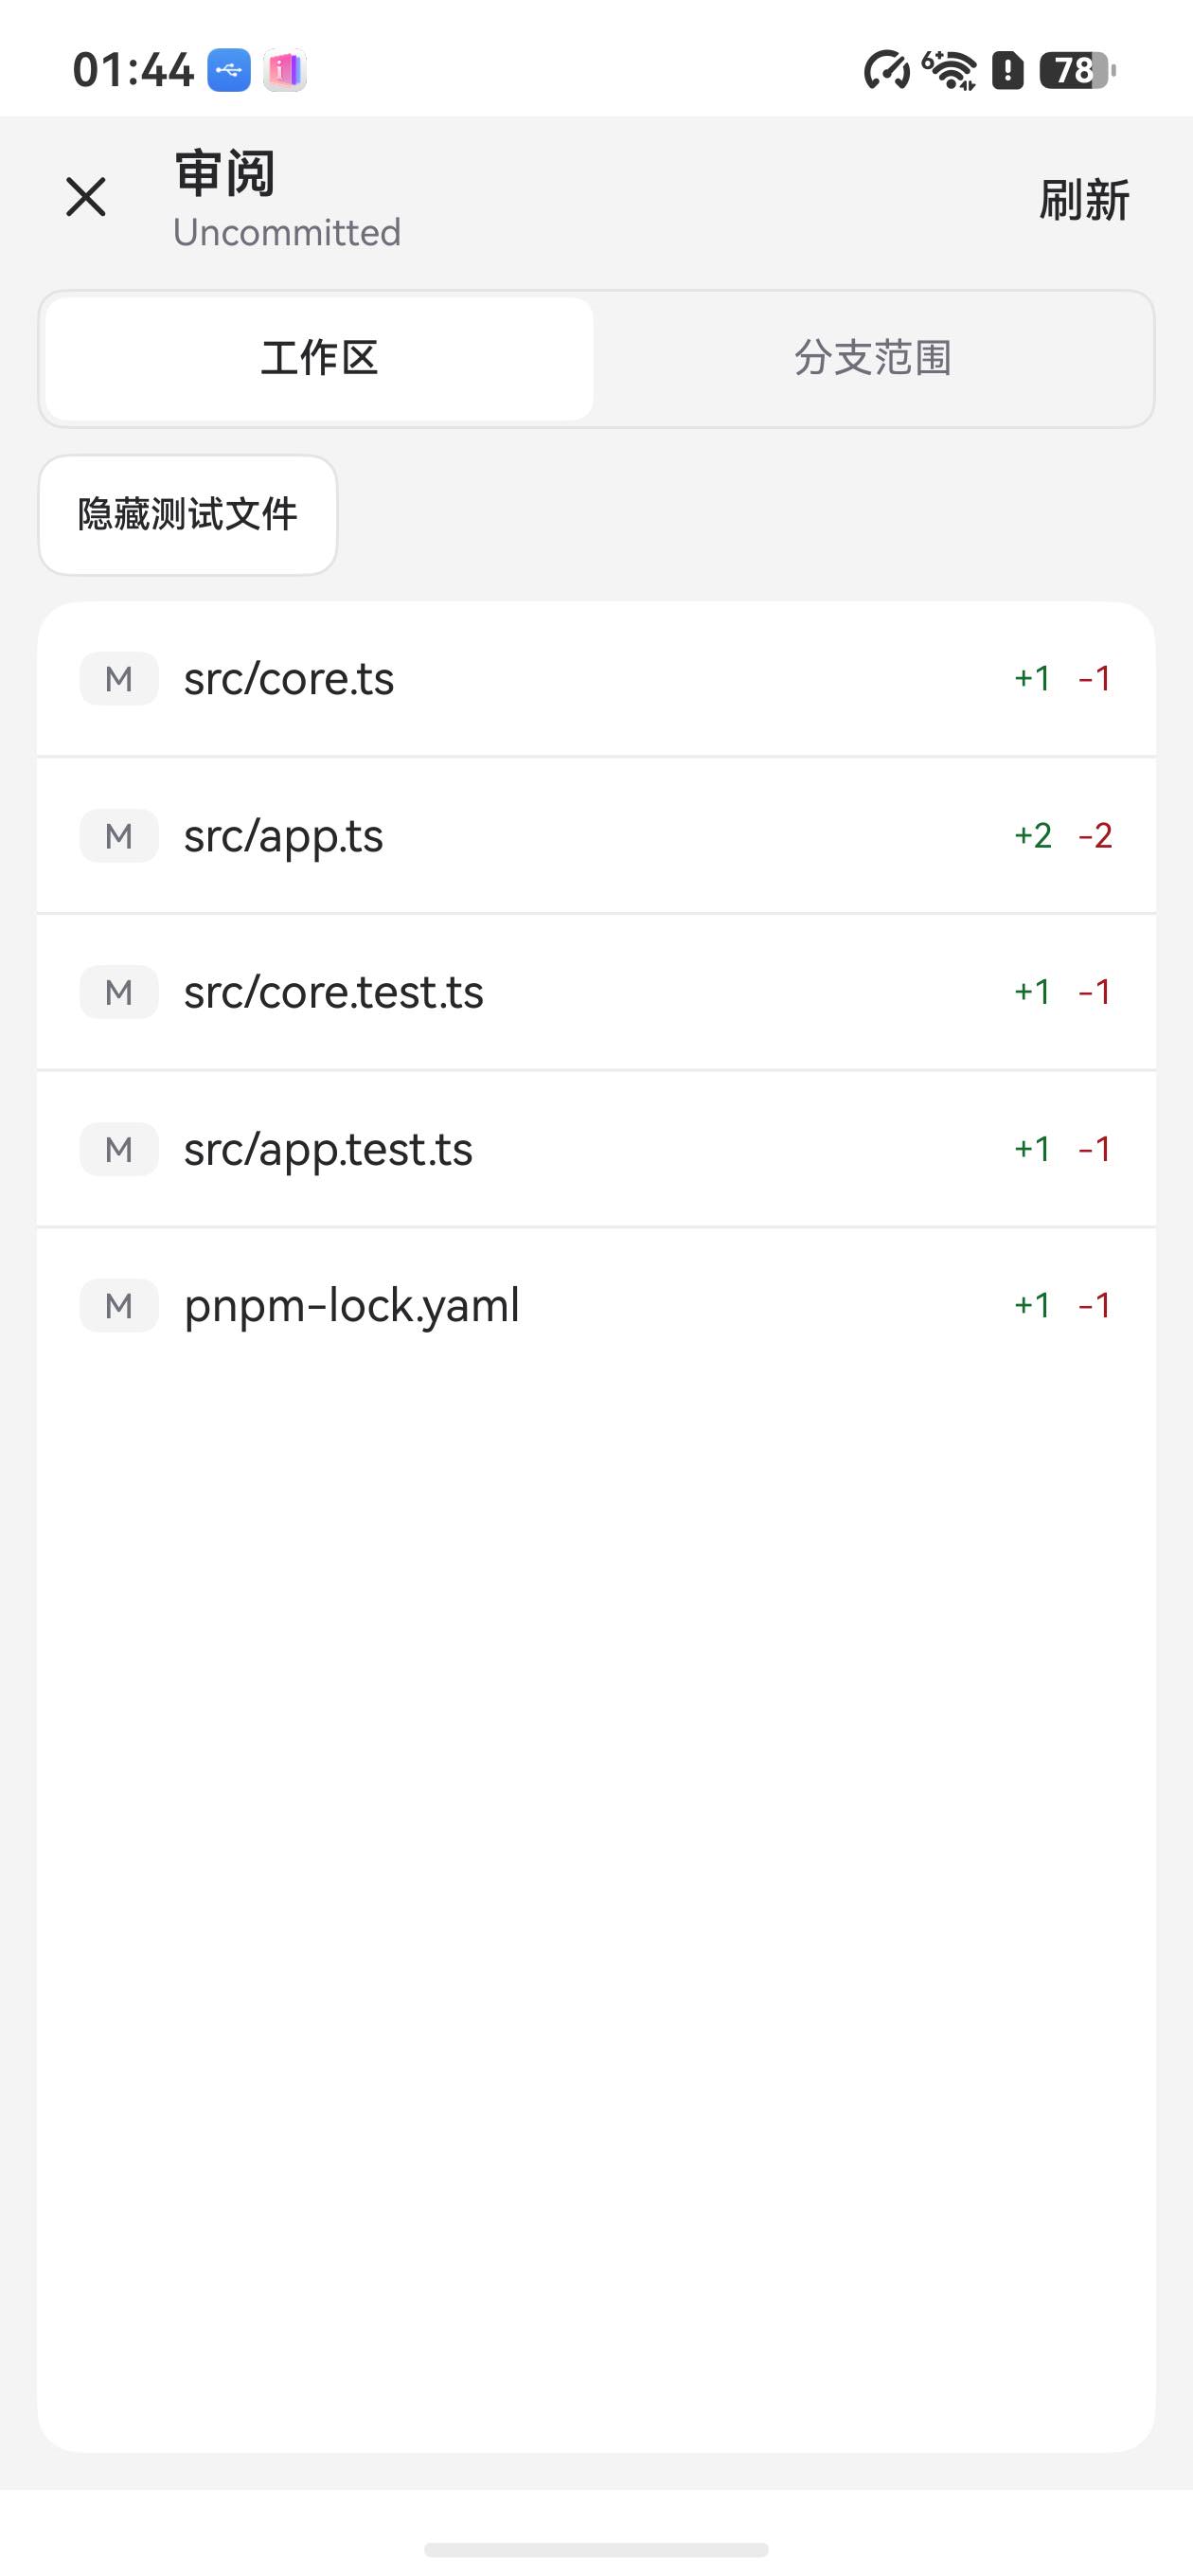 01:44
6+
78
审阅
Uncommitted
刷新
工作区
分支范围
隐藏测试文件
M src/core.ts +1 -1
M src/app.ts +2 -2
M src/core.test.ts +1 -1
M src/app.test.ts +1 -1
M pnpm-lock.yaml +1 -1